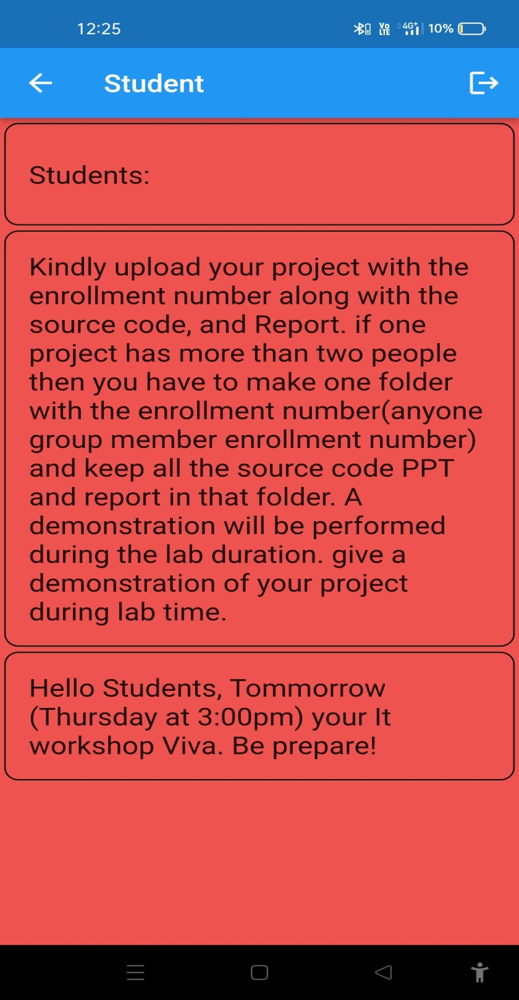 12:25
Vo LTE 4G+ 10%
Student
Students:
Kindly upload your project with the
enrollment number along with the
source code, and Report. if one
project has more than two people
then you have to make one folder
with the enrollment number(anyone
group member enrollment number)
and keep all the source code PPT
and report in that folder. A
demonstration will be performed
during the lab duration. give a
demonstration of your project
during lab time.
Hello Students, Tommorrow
(Thursday at 3:00pm) your It
workshop Viva. Be prepare!